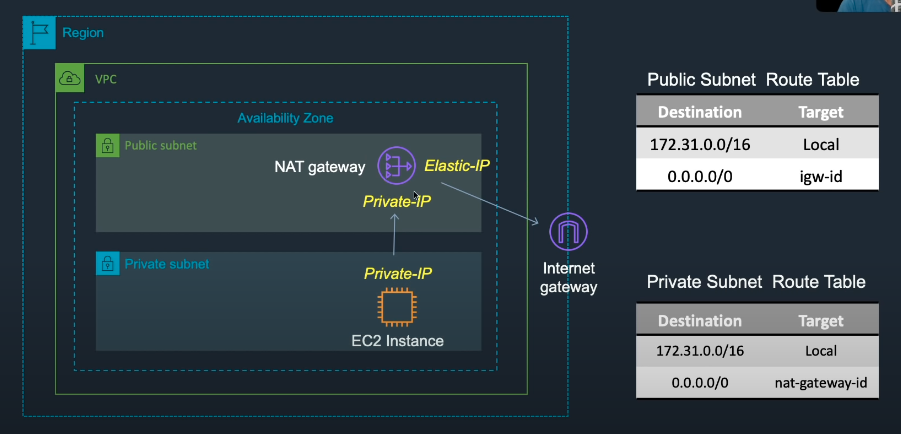 Region
VPC
Availability Zone
Public subnet
NAT gateway
Elastic-IP
Private-IP
Private subnet
Private-IP
EC2 Instance
Internet
gateway
Public Subnet Route Table
Destination Target
172.31.0.0/16 Local
0.0.0.0/0 igw-id
Private Subnet Route Table
Destination Target
172.31.0.0/16 Local
0.0.0.0/0 nat-gateway-id